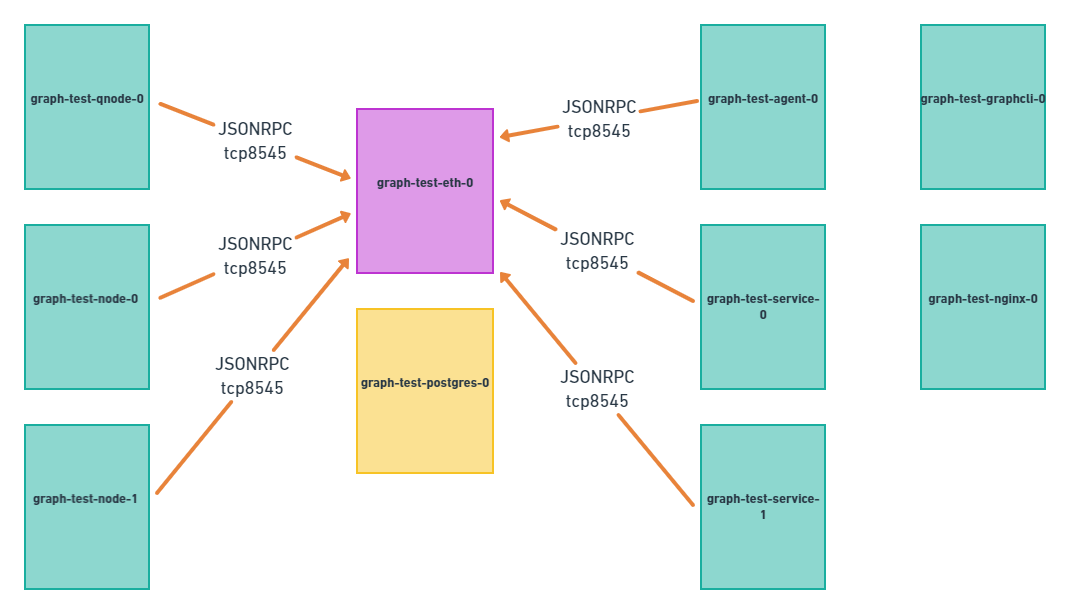 graph-test-qnode-0
JSONRPC
tcp8545
graph-test-eth-0
JSONRPC
tcp8545
graph-test-agent-0
graph-test-graphcli-0
graph-test-node-0
JSONRPC
tcp8545
JSONRPC
tcp8545
graph-test-service-
0
graph-test-nginx-0
graph-test-node-1
JSONRPC
tcp8545
graph-test-postgres-0
JSONRPC
tcp8545
graph-test-service-
1